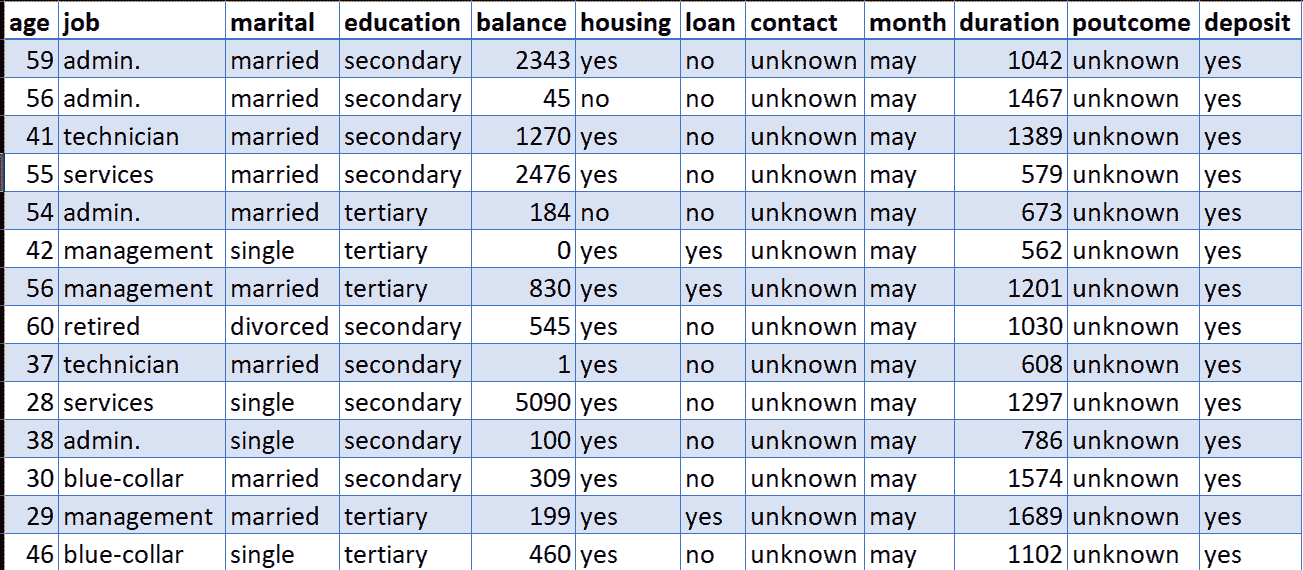 age job marital education balance housing loan contact month duration poutcome deposit
59 admin. married secondary 2343 yes no unknown may 1042 unknown yes
56 admin. married secondary 45 no no unknown may 1467 unknown yes
41 technician married secondary 1270 yes no unknown may 1389 unknown yes
55 services married secondary 2476 yes no unknown may 579 unknown yes
54 admin. married tertiary 184 no no unknown may 673 unknown yes
42 management single tertiary 0 yes yes unknown may 562 unknown yes
56 management married tertiary 830 yes yes unknown may 1201 unknown yes
60 retired divorced secondary 545 yes no unknown may 1030 unknown yes
37 technician married secondary 1 yes no unknown may 608 unknown yes
28 services single secondary 5090 yes no unknown may 1297 unknown yes
38 admin. single secondary 100 yes no unknown may 786 unknown yes
30 blue-collar married secondary 309 yes no unknown may 1574 unknown yes
29 management married tertiary 199 yes yes unknown may 1689 unknown yes
46 blue-collar single tertiary 460 yes no unknown may 1102 unknown yes